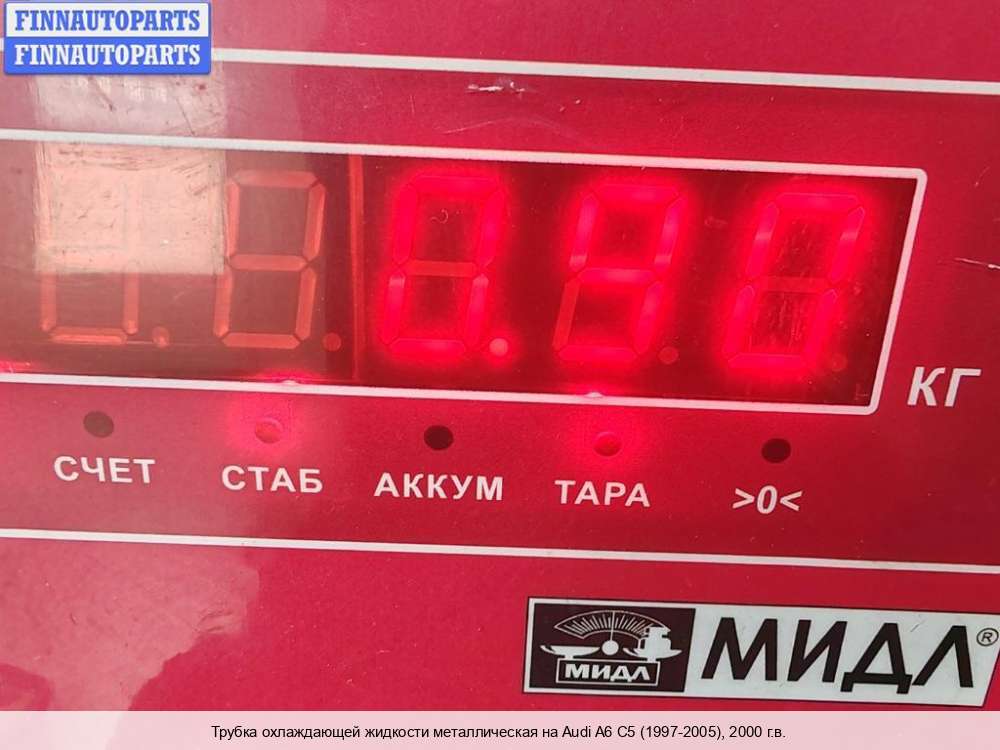 FINNAUTOPARTS
FINNAUTOPARTS
0.90
КГ
СЧЕТ СТАБ АККУМ ТАРА >0<
МИДЛ МИДЛ®
Трубка охлаждающей жидкости металлическая на Audi A6 C5 (1997-2005), 2000 г.в.